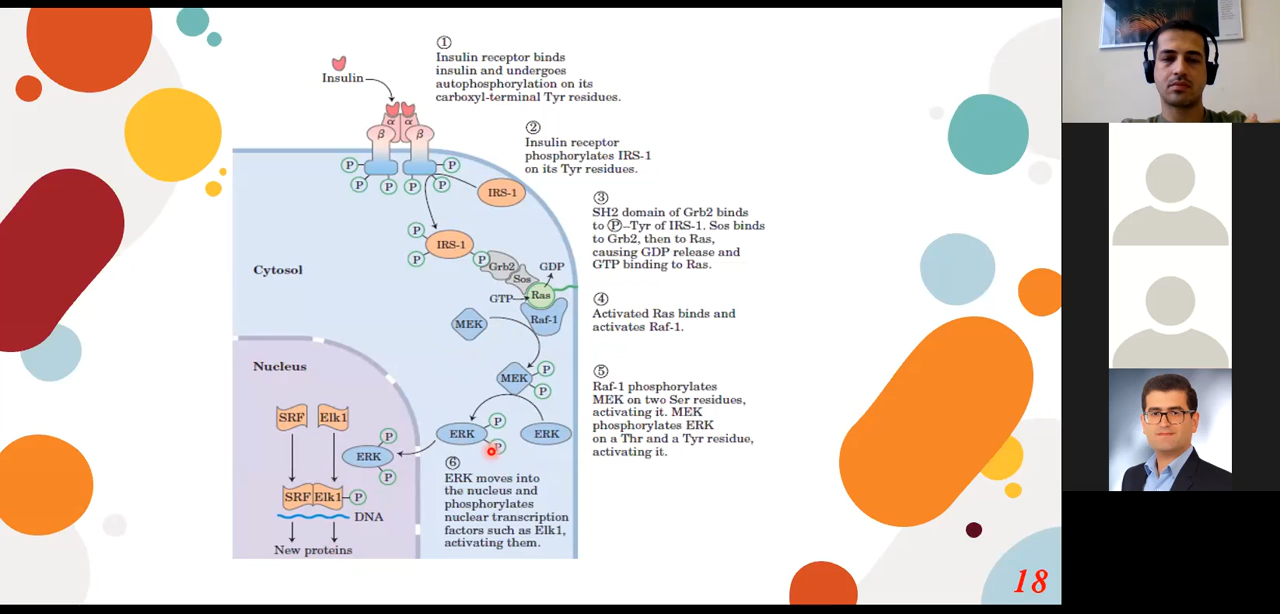 ①
Insulin receptor binds
insulin and undergoes
autophosphorylation on its
carboxyl-terminal Tyr residues.
Insulin
α α
β β
②
Insulin receptor
phosphorylates IRS-1
on its Tyr residues.
P P
P P P P
IRS-1
③
SH2 domain of Grb2 binds
to Ⓟ–Tyr of IRS-1. Sos binds
to Grb2, then to Ras,
causing GDP release and
GTP binding to Ras.
P
IRS-1
P P
Grb2 GDP
Sos
Cytosol
GTP Ras
④
Activated Ras binds and
activates Raf-1.
MEK Raf-1
Nucleus
MEK P
P
⑤
Raf-1 phosphorylates
MEK on two Ser residues,
activating it. MEK
phosphorylates ERK
on a Thr and a Tyr residue,
activating it.
SRF Elk1
P
ERK ERK
P
P
ERK
P
⑥
ERK moves into
the nucleus and
phosphorylates
nuclear transcription
factors such as Elk1,
activating them.
SRF Elk1 P
DNA
New proteins
18